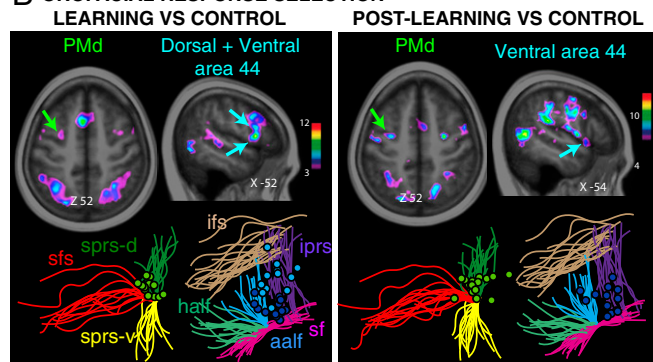 LEARNING VS CONTROL
POST-LEARNING VS CONTROL
PMd
Dorsal + Ventral
area 44
PMd
Ventral area 44
12
3
10
4
Z 52
X -52
Z 52
X -54
ifs
sprs-d
iprs
sfs
half
sprs-v
aalf
sf